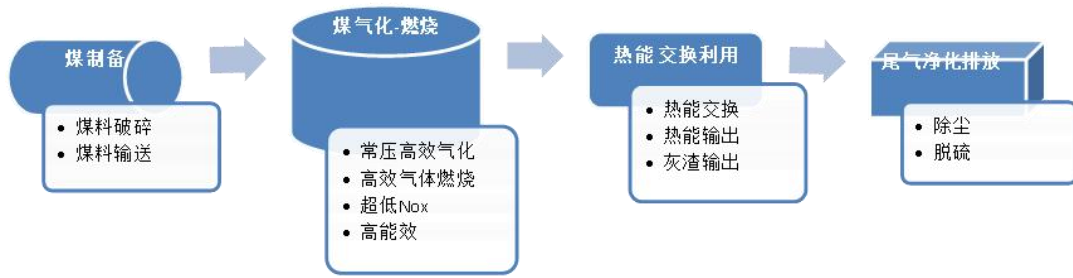 煤制备
• 煤料破碎
• 煤料输送
煤气化-燃烧
• 常压高效气化
• 高效气体燃烧
• 超低Nox
• 高能效
热能交换利用
• 热能交换
• 热能输出
• 灰渣输出
尾气净化排放
• 除尘
• 脱硫